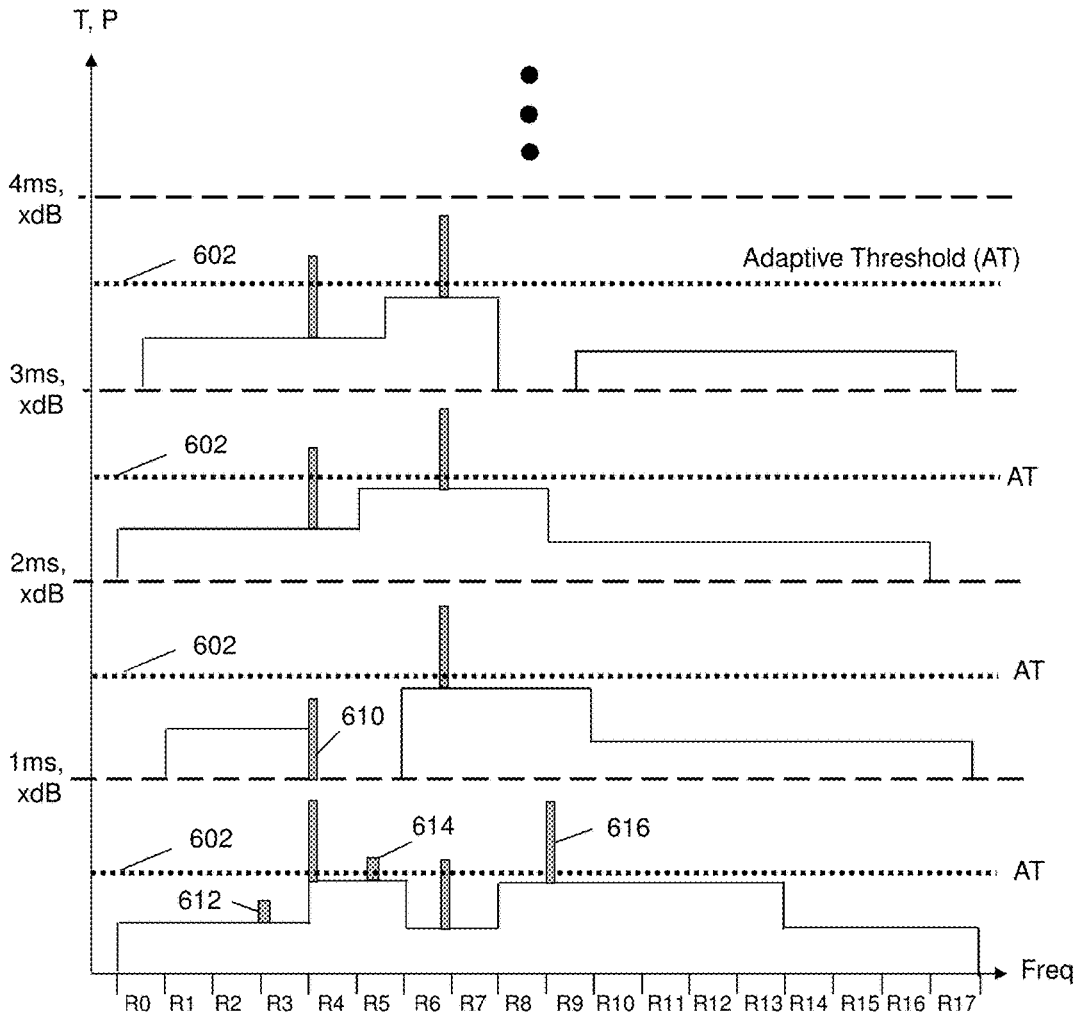 T, P
4ms,
xdB
602
Adaptive Threshold (AT)
3ms,
xdB
602
AT
2ms,
xdB
602
AT
610
1ms,
xdB
602
614
616
AT
612
Freq
R0 R1 R2 R3 R4 R5 R6 R7 R8 R9 R10 R11 R12 R13 R14 R15 R16 R17